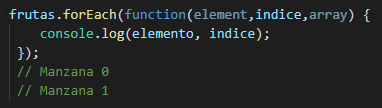 frutas.forEach(function(element,indice,array) {
    console.log(elemento, indice);
});
// Manzana 0
// Manzana 1